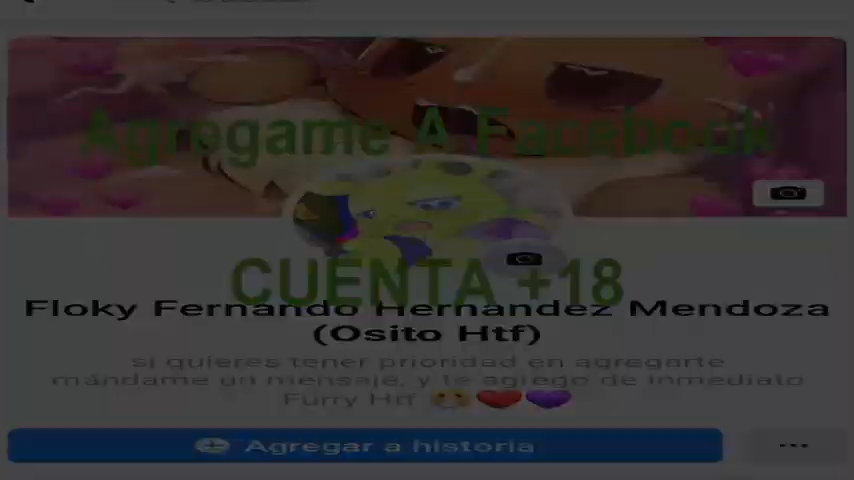 Agregame A Facebook
CUENTA +18
Floky Fernando Hernandez Mendoza
(Osito Htf)
si quieres tener prioridad en agregarte
mándame un mensaje, y te agrego de inmediato
Furry Htf
Agregar a historia